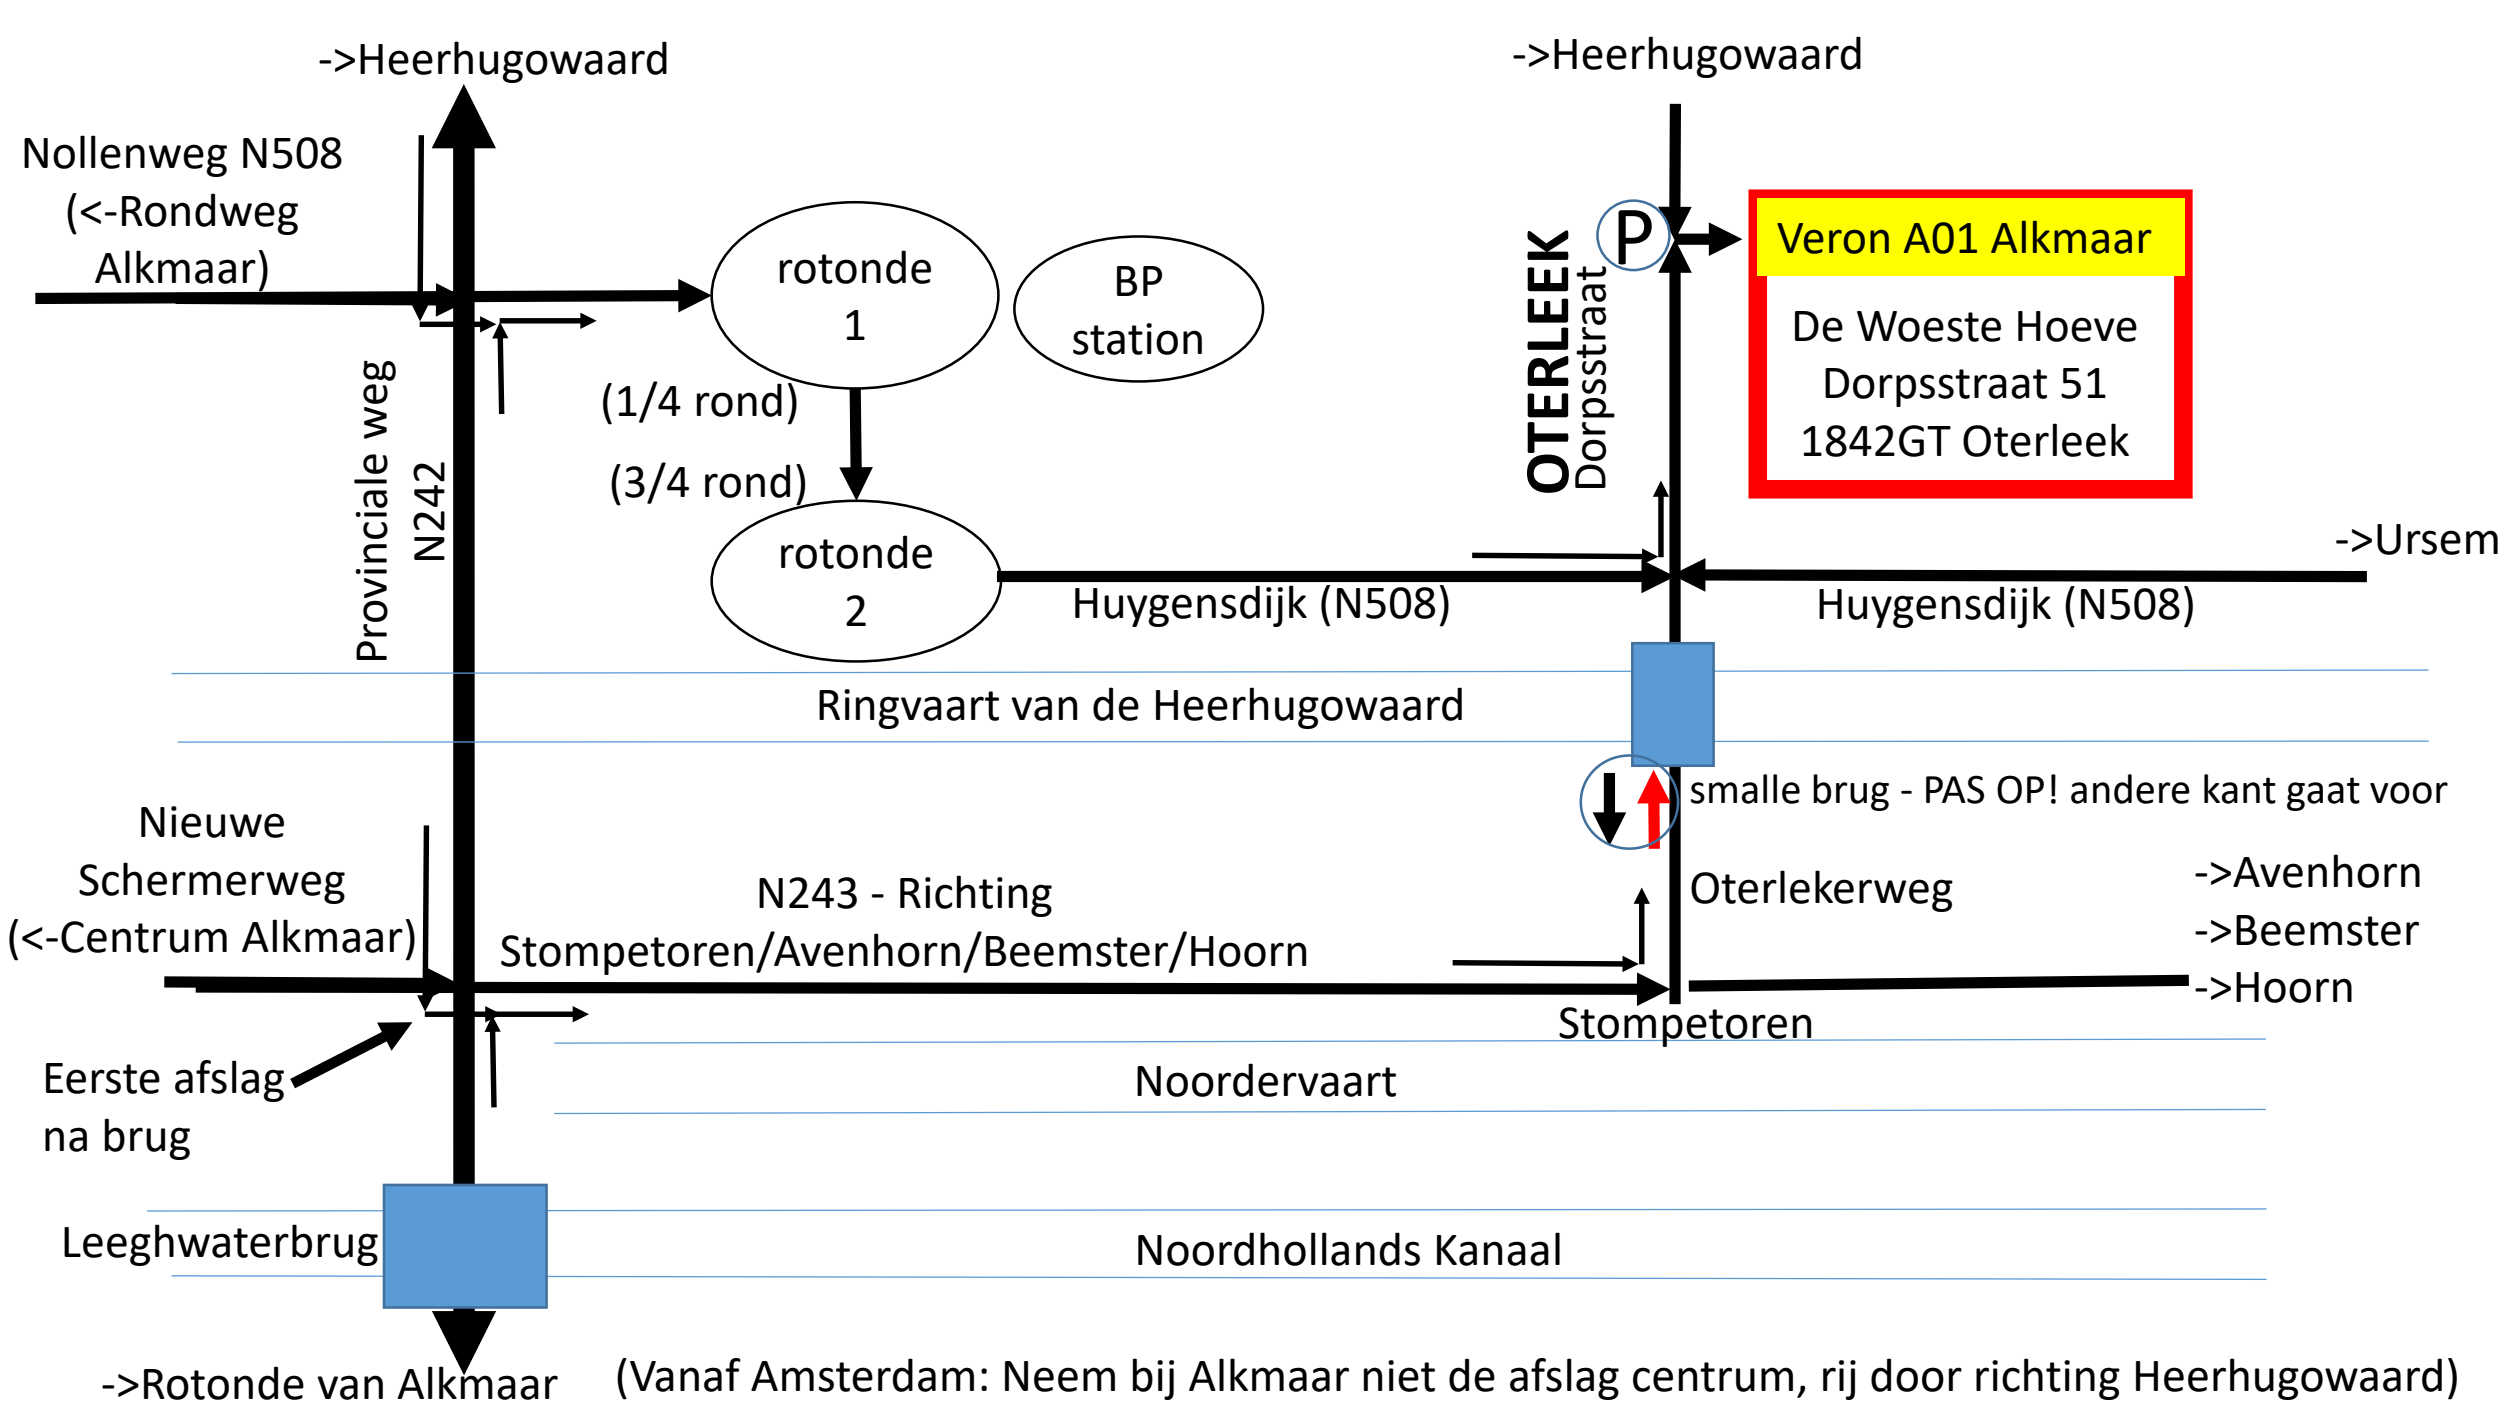 ->Heerhugowaard
Nollenweg N508
(<-Rondweg
Alkmaar)
Provinciale weg
N242
rotonde
1
BP
station
(1/4 rond)
(3/4 rond)
rotonde
2
->Heerhugowaard
P
OTERLEEK
Dorpsstraat
Veron A01 Alkmaar
De Woeste Hoeve
Dorpsstraat 51
1842GT Oterleek
->Ursem
Huygensdijk (N508)
Huygensdijk (N508)
Ringvaart van de Heerhugowaard
smalle brug - PAS OP! andere kant gaat voor
Nieuwe
Schermerweg
(<-Centrum Alkmaar)
N243 - Richting
Stompetoren/Avenhorn/Beemster/Hoorn
Oterlekerweg
->Avenhorn
->Beemster
->Hoorn
Stompetoren
Eerste afslag
na brug
Noordervaart
Leeghwaterbrug
Noordhollands Kanaal
->Rotonde van Alkmaar
(Vanaf Amsterdam: Neem bij Alkmaar niet de afslag centrum, rij door richting Heerhugowaard)